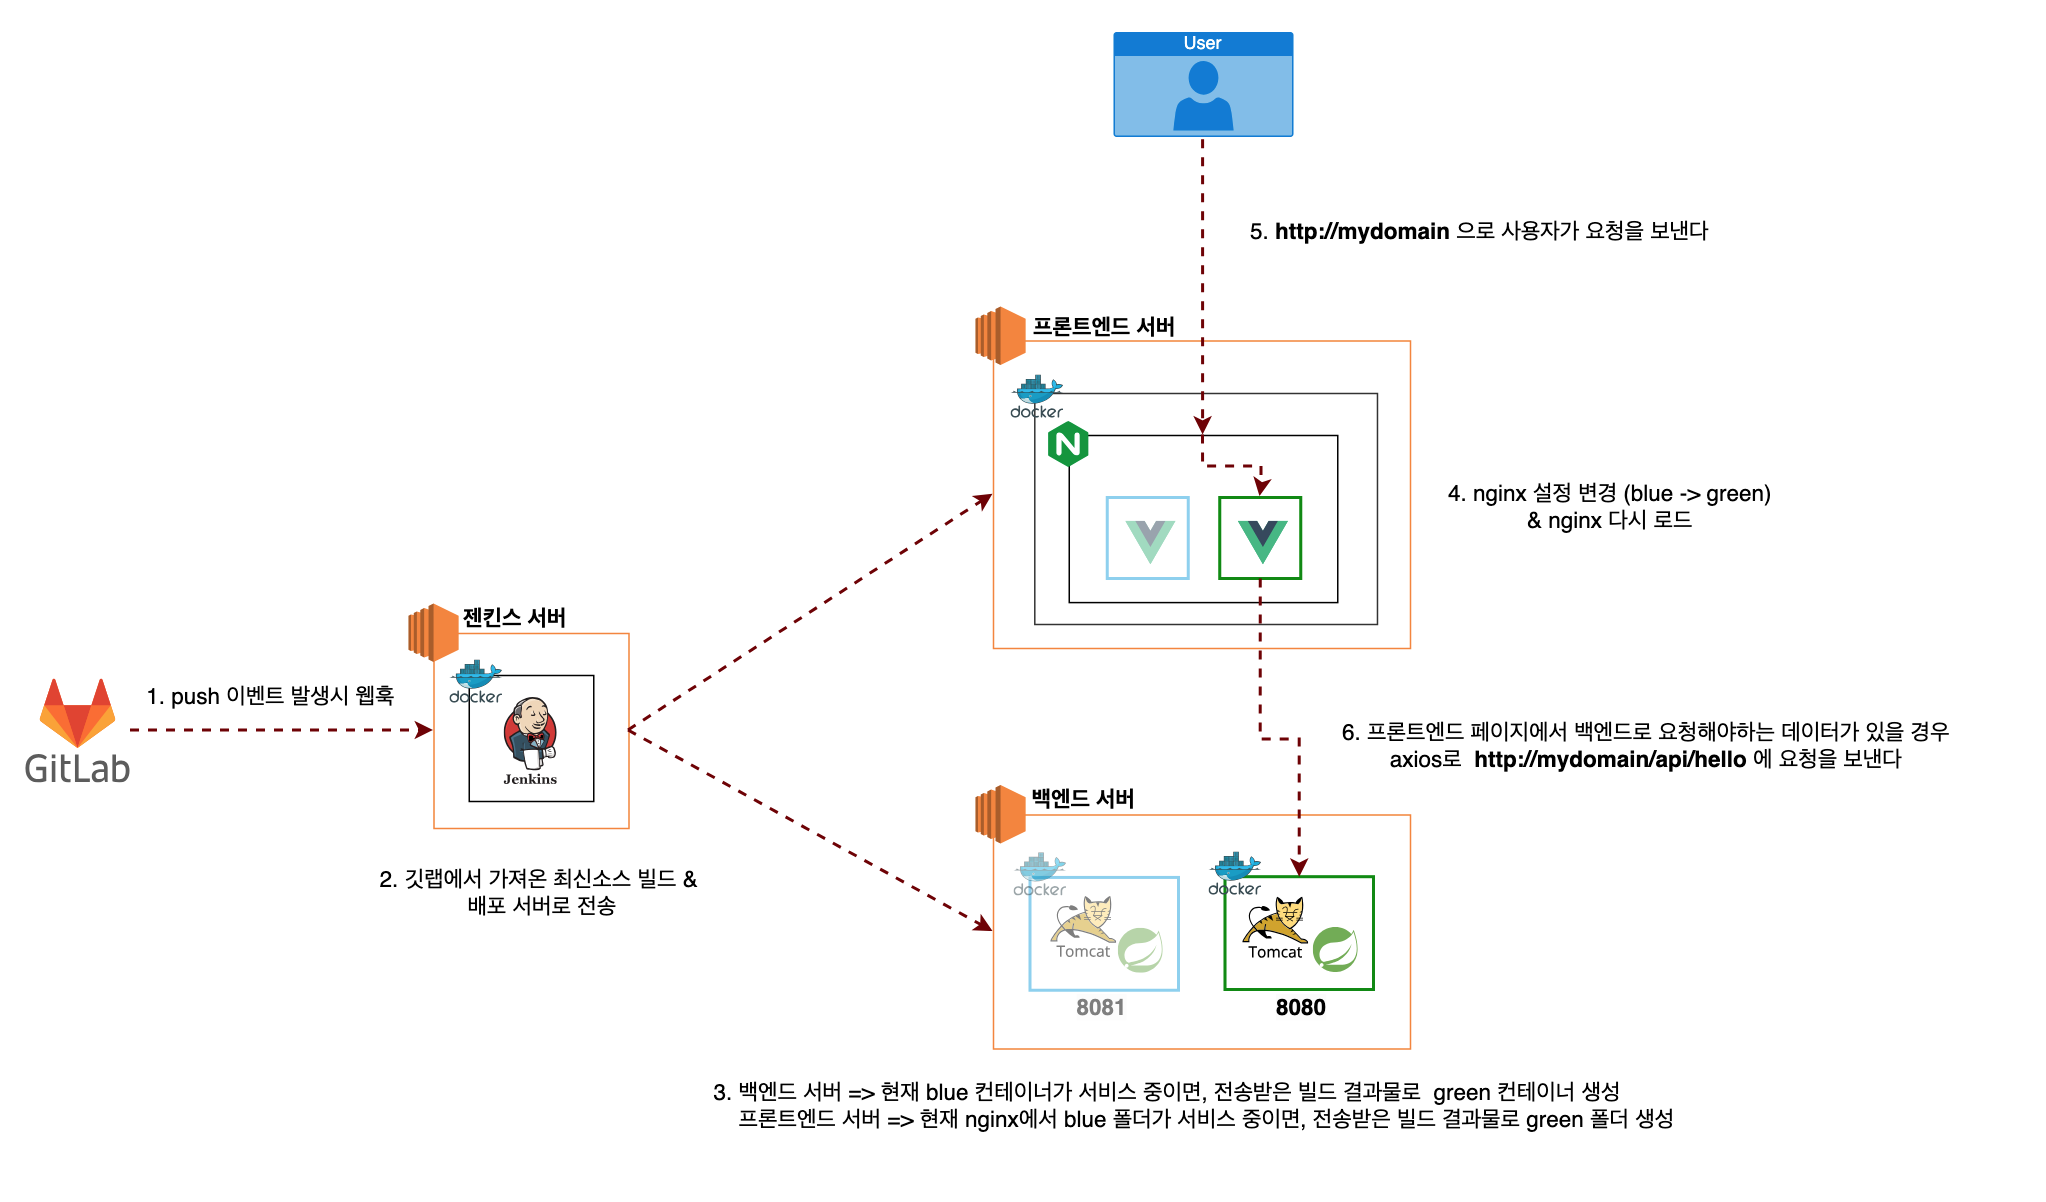 User
5. http://mydomain 으로 사용자가 요청을 보낸다
프론트엔드 서버
docker
4. nginx 설정 변경 (blue -> green)
& nginx 다시 로드
젠킨스 서버
docker
Jenkins
GitLab
1. push 이벤트 발생시 웹훅
2. 깃랩에서 가져온 최신소스 빌드 &
배포 서버로 전송
6. 프론트엔드 페이지에서 백엔드로 요청해야하는 데이터가 있을 경우
axios로 http://mydomain/api/hello 에 요청을 보낸다
백엔드 서버
docker
Tomcat
8081
docker
Tomcat
8080
3. 백엔드 서버 => 현재 blue 컨테이너가 서비스 중이면, 전송받은 빌드 결과물로 green 컨테이너 생성
프론트엔드 서버 => 현재 nginx에서 blue 폴더가 서비스 중이면, 전송받은 빌드 결과물로 green 폴더 생성